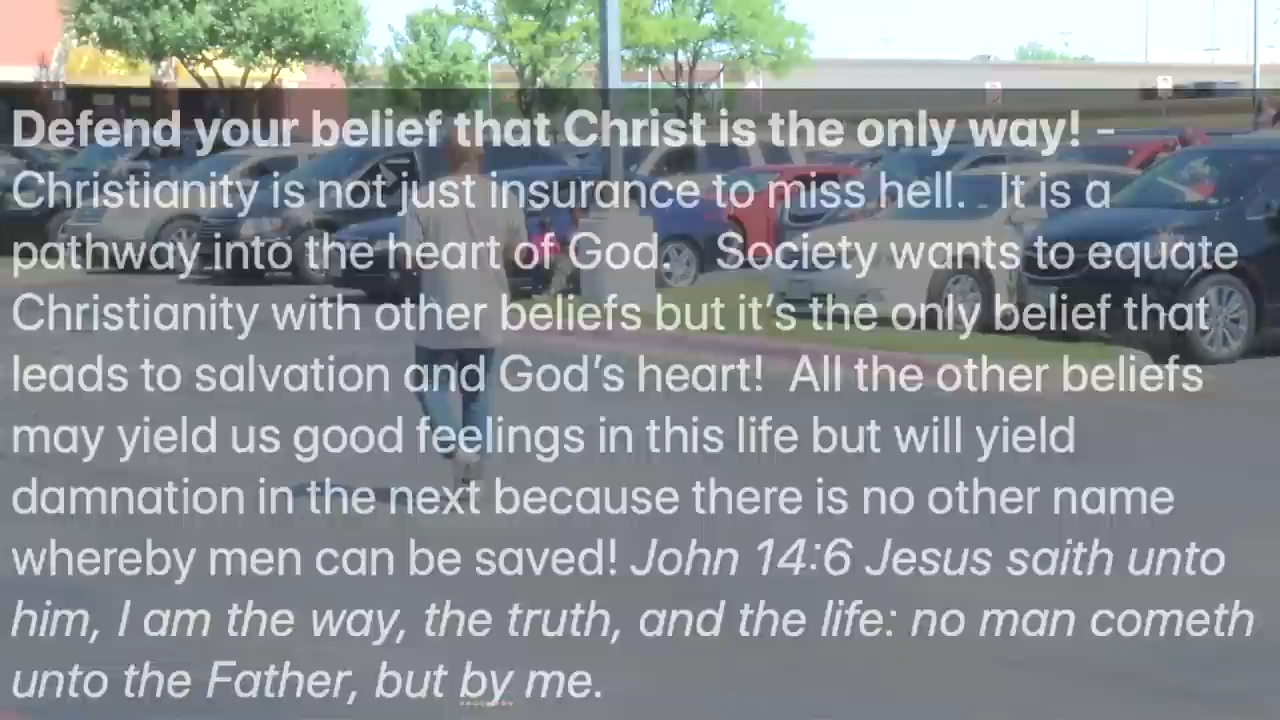 Defend your belief that Christ is the only way! –
Christianity is not just insurance to miss hell.   It is a
pathway into the heart of God.   Society wants to equate
Christianity with other beliefs but it’s the only belief that
leads to salvation and God’s heart!  All the other beliefs
may yield us good feelings in this life but will yield
damnation in the next because there is no other name
whereby men can be saved! John 14:6 Jesus saith unto
him, I am the way, the truth, and the life: no man cometh
unto the Father, but by me.